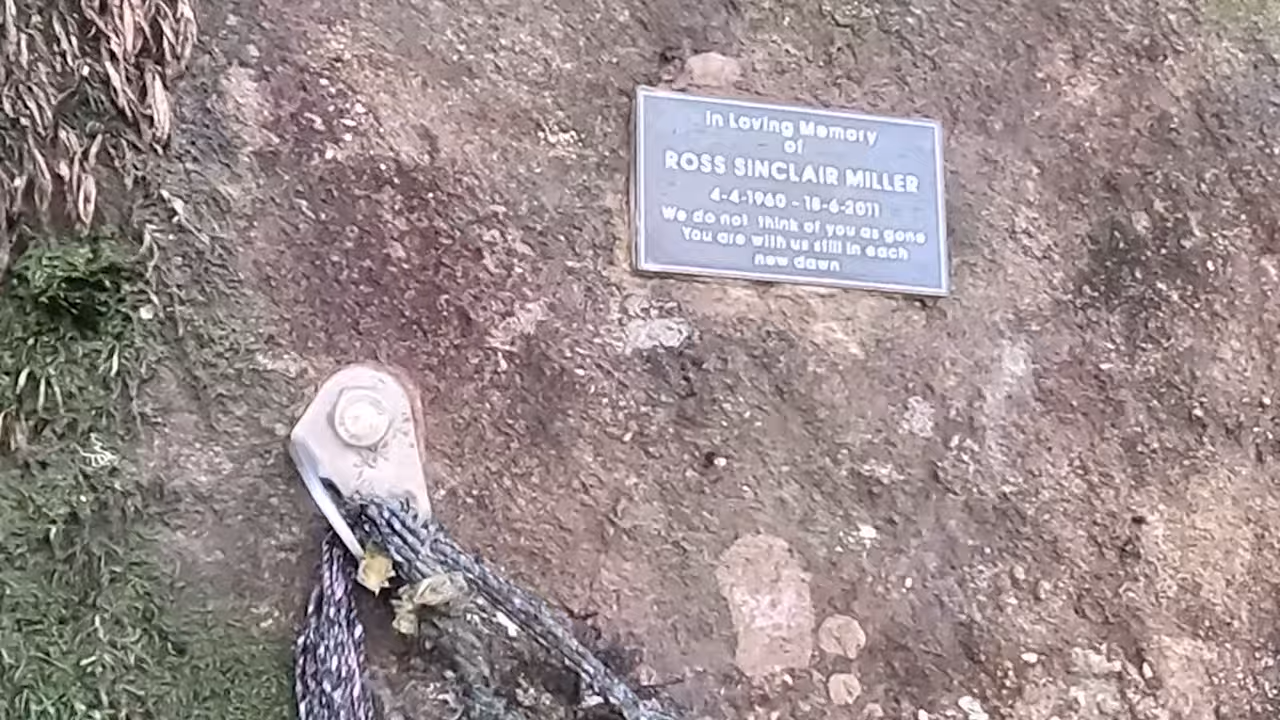 In Loving Memory
of
ROSS SINCLAIR MILLER
4-4-1960 - 18-6-2011
We do not think of you as gone
You are with us still in each
new dawn